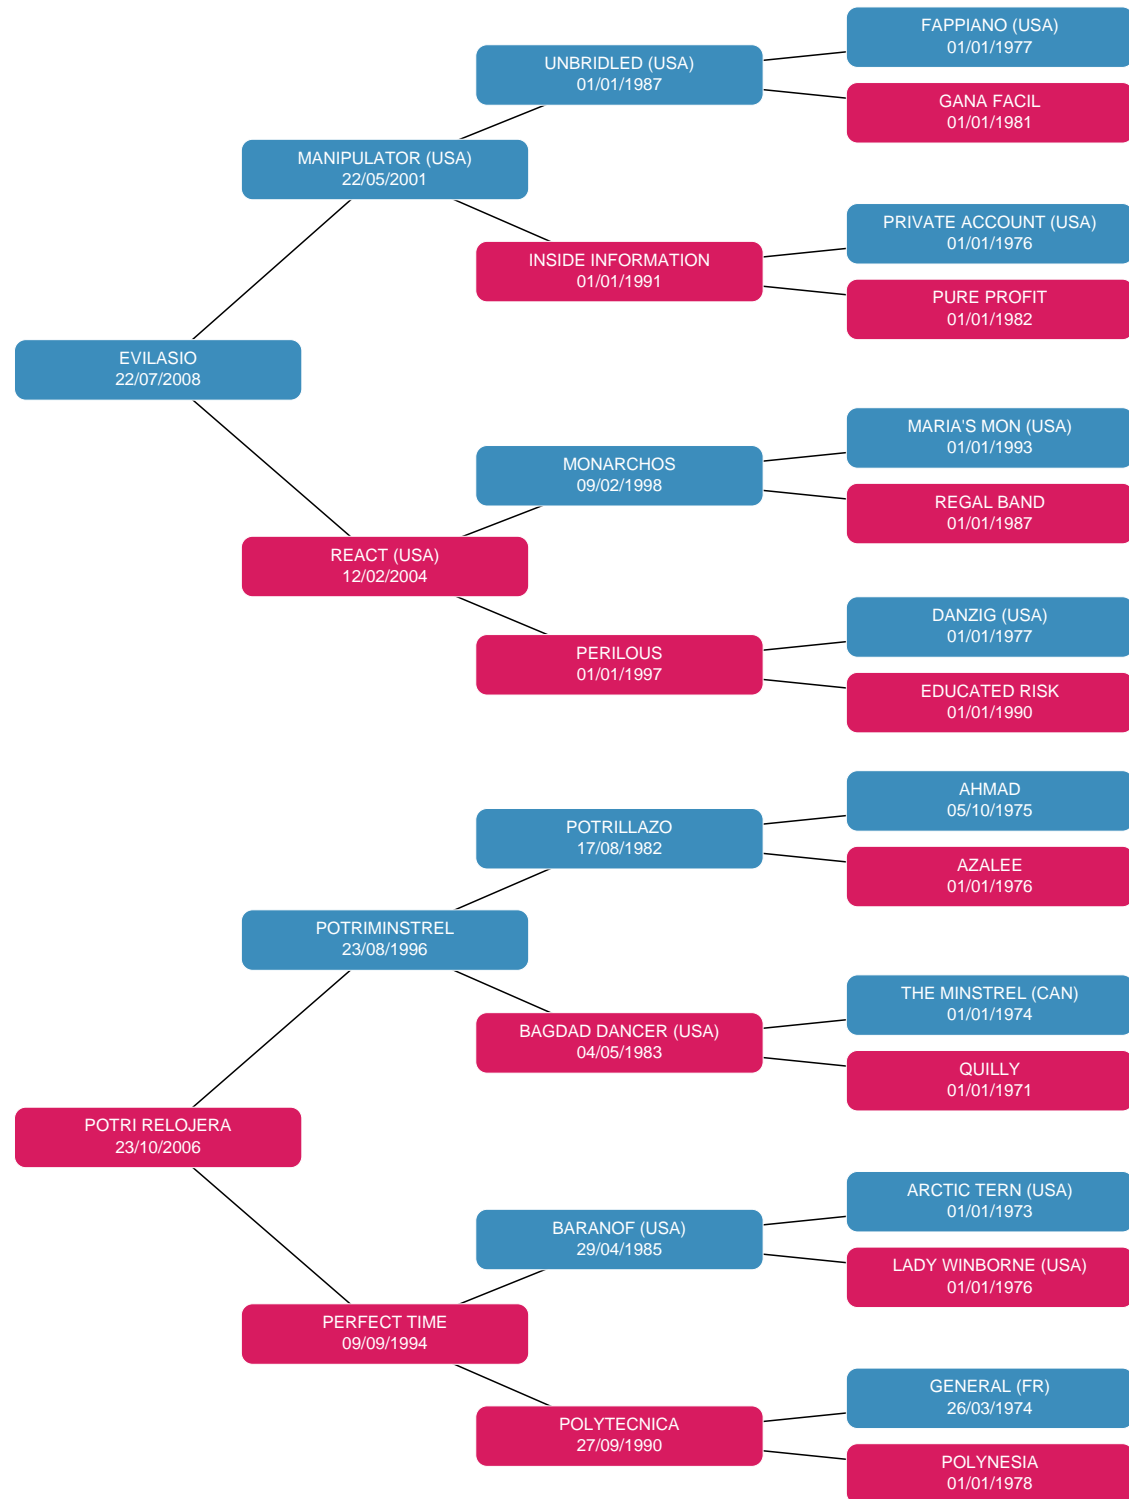 FAPPIANO (USA)
01/01/1977
UNBRIDLED (USA)
01/01/1987
GANA FACIL
01/01/1981
MANIPULATOR (USA)
22/05/2001
PRIVATE ACCOUNT (USA)
01/01/1976
INSIDE INFORMATION
01/01/1991
PURE PROFIT
01/01/1982
EVILASIO
22/07/2008
MARIA'S MON (USA)
01/01/1993
MONARCHOS
09/02/1998
REGAL BAND
01/01/1987
REACT (USA)
12/02/2004
DANZIG (USA)
01/01/1977
PERILOUS
01/01/1997
EDUCATED RISK
01/01/1990
AHMAD
05/10/1975
POTRILLAZO
17/08/1982
AZALEE
01/01/1976
POTRIMINSTREL
23/08/1996
THE MINSTREL (CAN)
01/01/1974
BAGDAD DANCER (USA)
04/05/1983
QUILLY
01/01/1971
POTRI RELOJERA
23/10/2006
ARCTIC TERN (USA)
01/01/1973
BARANOF (USA)
29/04/1985
LADY WINBORNE (USA)
01/01/1976
PERFECT TIME
09/09/1994
GENERAL (FR)
26/03/1974
POLYTECNICA
27/09/1990
POLYNESIA
01/01/1978